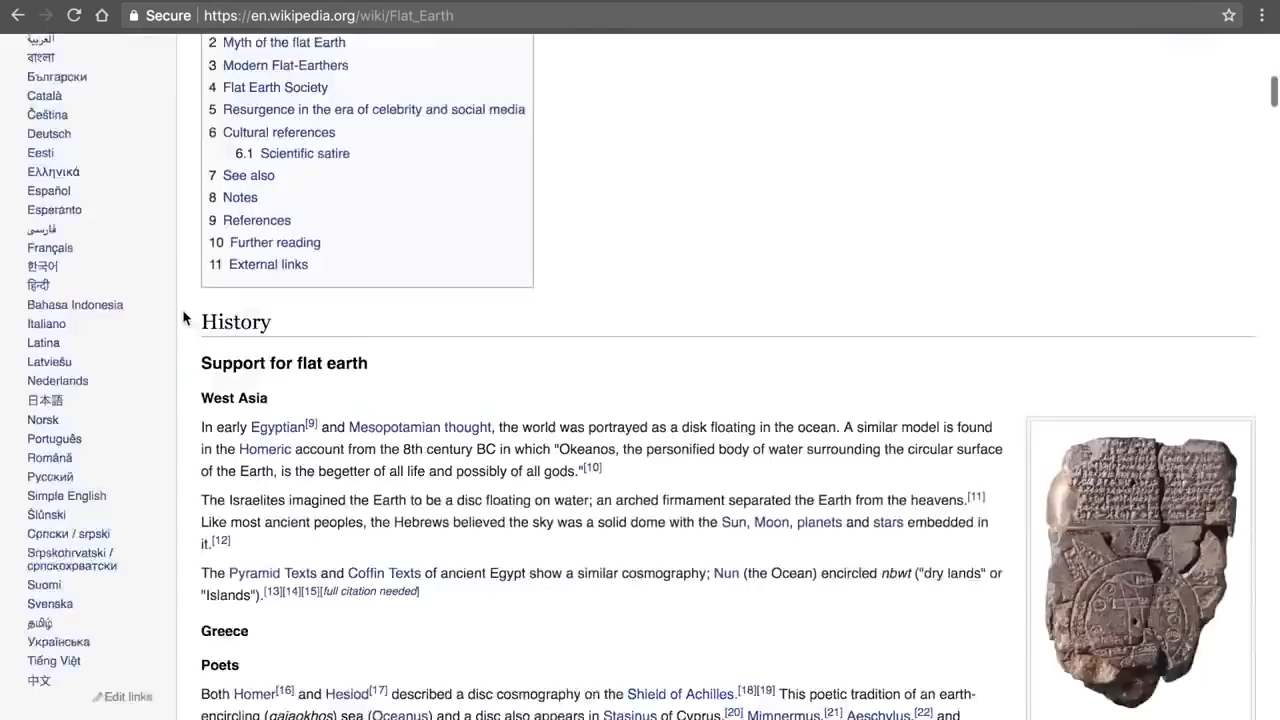 Secure https://en.wikipedia.org/wiki/Flat_Earth
العربية
বাংলা
Български
Català
Čeština
Deutsch
Eesti
Ελληνικά
Español
Esperanto
فارسی
Français
한국어
हिन्दी
Bahasa Indonesia
Italiano
Latina
Latviešu
Nederlands
日本語
Norsk
Português
Română
Русский
Simple English
Ślůnski
Српски / srpski
Srpskohrvatski /
српскохрватски
Suomi
Svenska
தமிழ்
Українська
Tiếng Việt
中文
Edit links
2 Myth of the flat Earth
3 Modern Flat-Earthers
4 Flat Earth Society
5 Resurgence in the era of celebrity and social media
6 Cultural references
6.1 Scientific satire
7 See also
8 Notes
9 References
10 Further reading
11 External links
History
Support for flat earth
West Asia
In early Egyptian[9] and Mesopotamian thought, the world was portrayed as a disk floating in the ocean. A similar model is found
in the Homeric account from the 8th century BC in which "Okeanos, the personified body of water surrounding the circular surface
of the Earth, is the begetter of all life and possibly of all gods."[10]
The Israelites imagined the Earth to be a disc floating on water; an arched firmament separated the Earth from the heavens.[11]
Like most ancient peoples, the Hebrews believed the sky was a solid dome with the Sun, Moon, planets and stars embedded in
it.[12]
The Pyramid Texts and Coffin Texts of ancient Egypt show a similar cosmography; Nun (the Ocean) encircled nbwt ("dry lands" or
"Islands").[13][14][15][full citation needed]
Greece
Poets
Both Homer[16] and Hesiod[17] described a disc cosmography on the Shield of Achilles.[18][19] This poetic tradition of an earth-
encircling (gaiaokhos) sea (Oceanus) and a disc also appears in Stasinus of Cyprus,[20] Mimnermus,[21] Aeschylus,[22] and